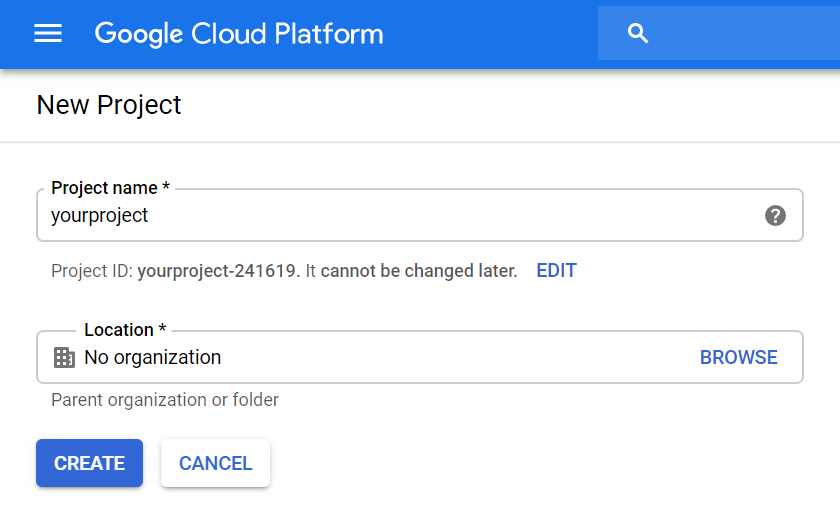 Google Cloud Platform
New Project
Project name *
yourproject
Project ID: yourproject-241619. It cannot be changed later. EDIT
Location *
No organization BROWSE
Parent organization or folder
CREATE CANCEL